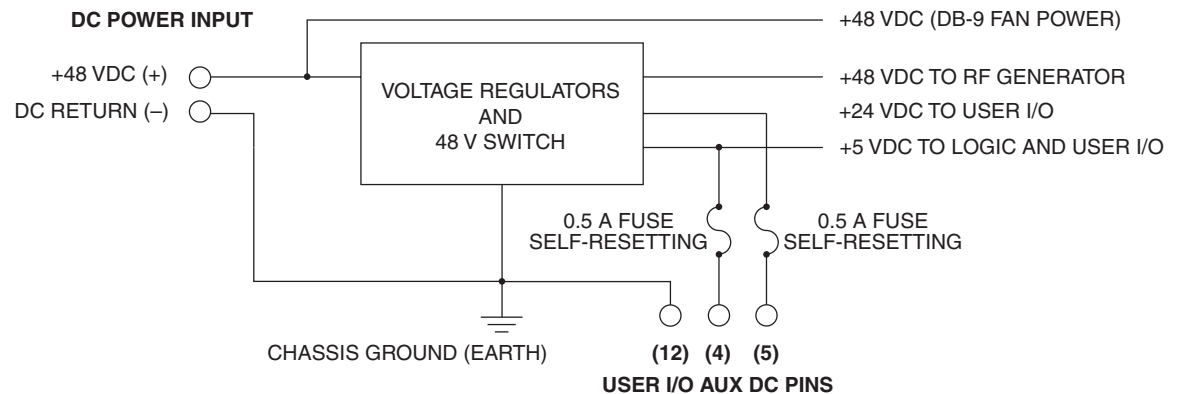 DC POWER INPUT
+48 VDC (DB-9 FAN POWER)
+48 VDC (+)
DC RETURN (–)
VOLTAGE REGULATORS
AND
48 V SWITCH
+48 VDC TO RF GENERATOR
+24 VDC TO USER I/O
+5 VDC TO LOGIC AND USER I/O
0.5 A FUSE
SELF-RESETTING
0.5 A FUSE
SELF-RESETTING
CHASSIS GROUND (EARTH)
(12) (4) (5)
USER I/O AUX DC PINS